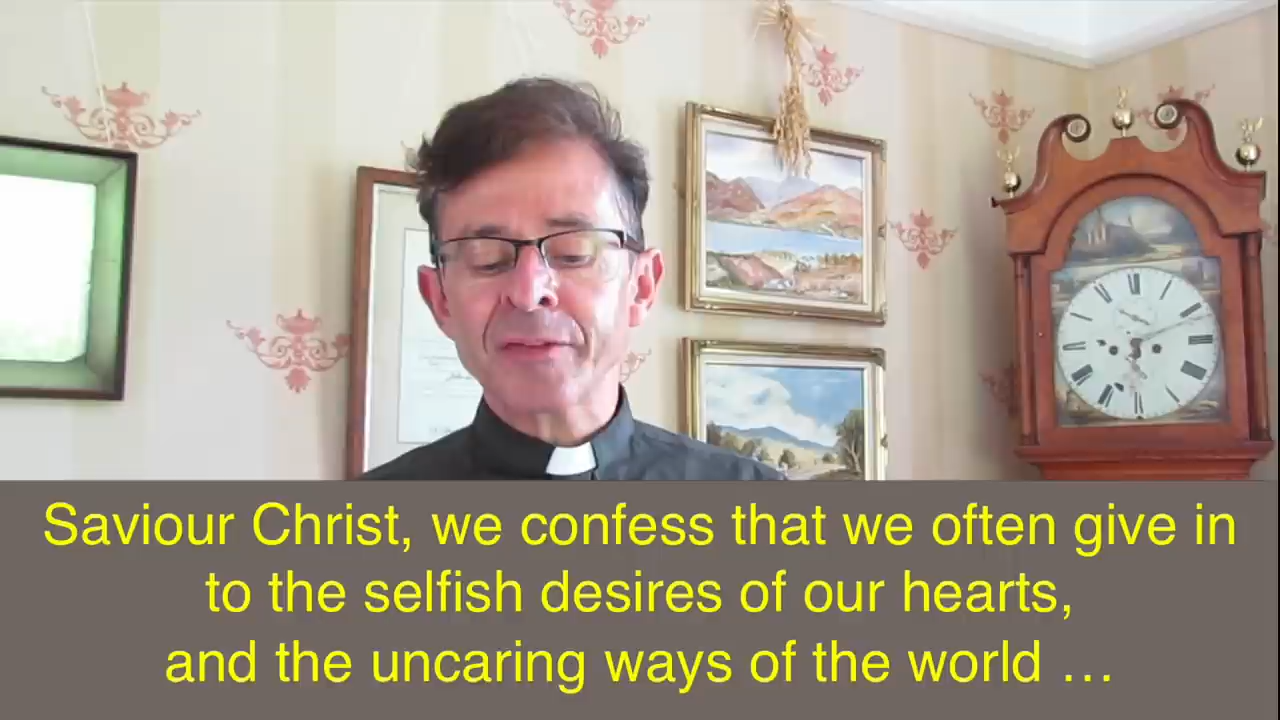 Saviour Christ, we confess that we often give in
to the selfish desires of our hearts,
and the uncaring ways of the world …